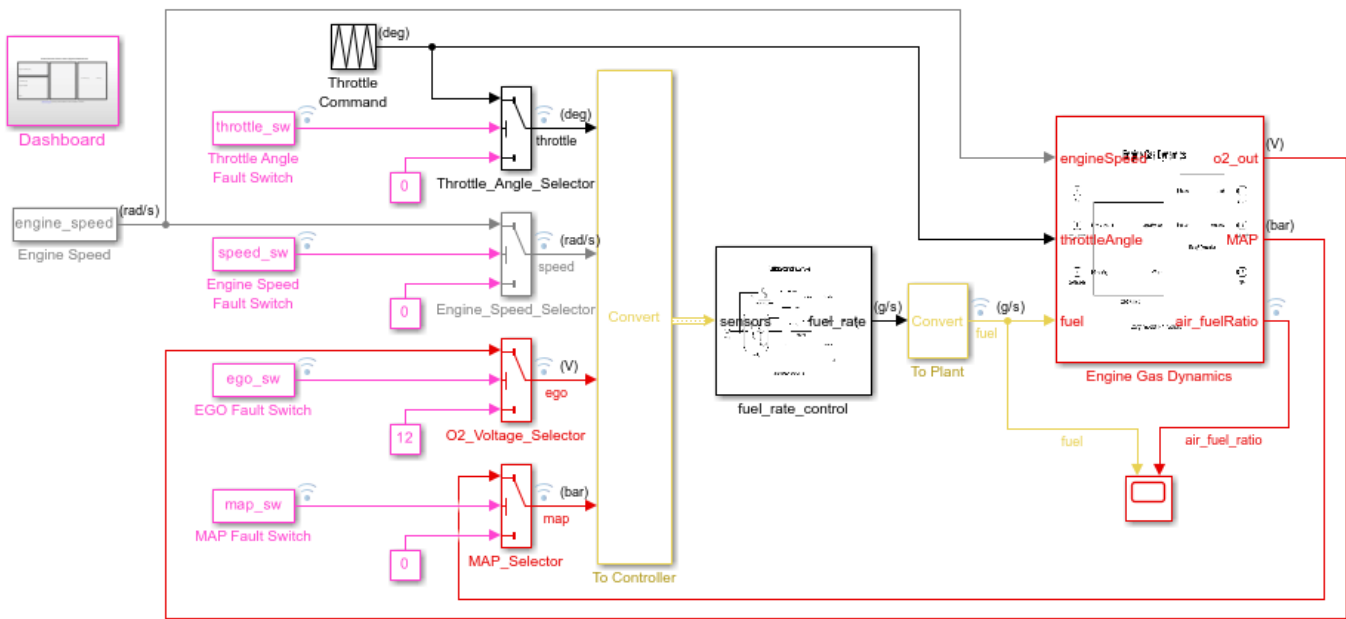 (deg)
Throttle
Command
Dashboard
throttle_sw
Throttle Angle
Fault Switch
0
(deg)
throttle
Throttle_Angle_Selector
engine_speed
(rad/s)
Engine Speed
speed_sw
Engine Speed
Fault Switch
0
(rad/s)
speed
Engine_Speed_Selector
ego_sw
EGO Fault Switch
12
(V)
ego
O2_Voltage_Selector
map_sw
MAP Fault Switch
0
(bar)
map
MAP_Selector
Convert
To Controller
sensors
fuel_rate
fuel_rate_control
(g/s)
Convert
To Plant
(g/s)
fuel
engineSpeed
throttleAngle
fuel
o2_out
MAP
air_fuelRatio
Engine Gas Dynamics
(V)
(bar)
fuel
air_fuel_ratio